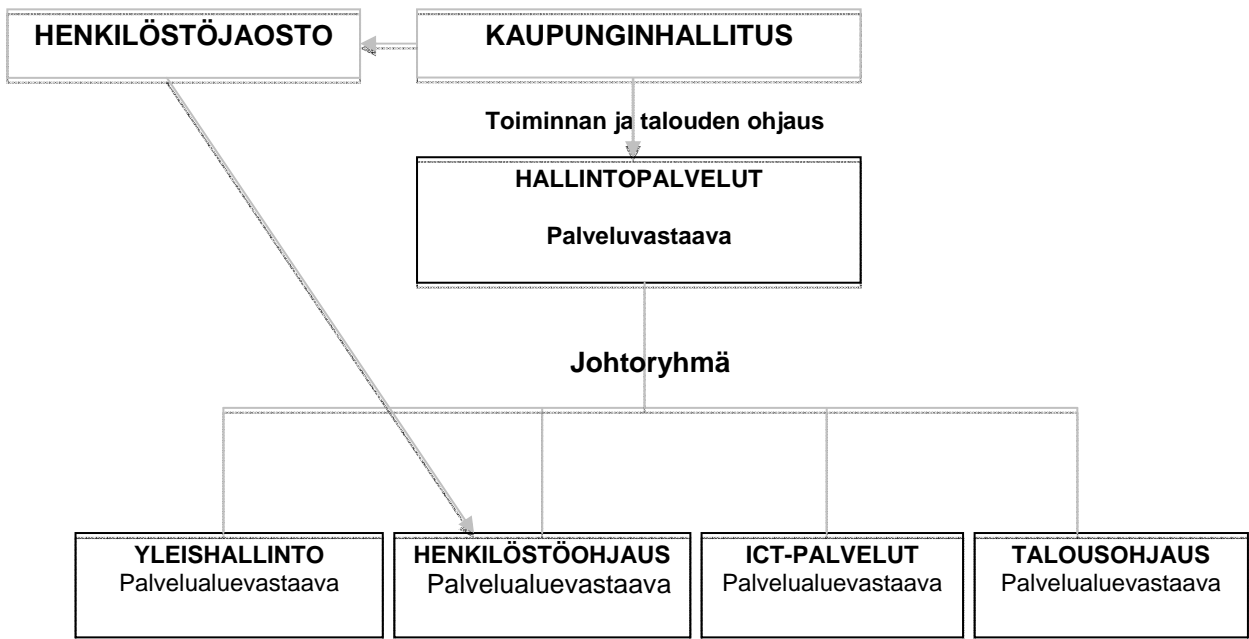 HENKILÖSTÖJAOSTO
KAUPUNGINHALLITUS
Toiminnan ja talouden ohjaus
HALLINTOPALVELUT
Palveluvastaava
Johtoryhmä
YLEISHALLINTO
Palvelualuevastaava
HENKILÖSTÖOHJAUS
Palvelualuevastaava
ICT-PALVELUT
Palvelualuevastaava
TALOUSOHJAUS
Palvelualuevastaava